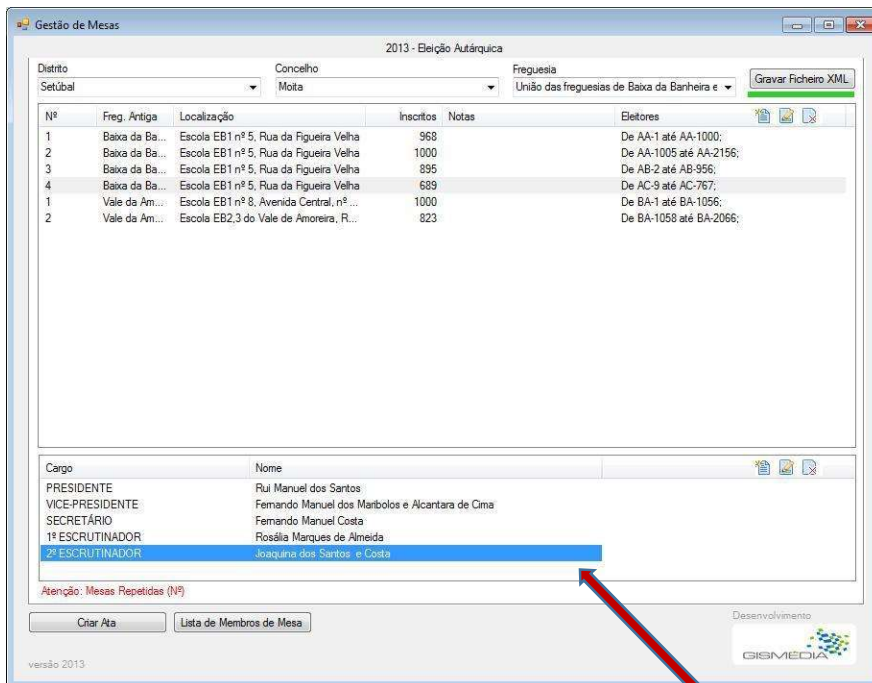 Gestão de Mesas
2013 - Eleição Autárquica
Distrito Concelho Freguesia
Setúbal Moita União das freguesias de Baixa da Banheira e Gravar Ficheiro XML
Nº Freg. Antiga Localização Inscritos Notas Eleitores
1 Baixa da Ba... Escola EB1 nº 5, Rua da Figueira Velha 968 De AA-1 até AA-1000;
2 Baixa da Ba... Escola EB1 nº 5, Rua da Figueira Velha 1000 De AA-1005 até AA-2156;
3 Baixa da Ba... Escola EB1 nº 5, Rua da Figueira Velha 895 De AB-2 até AB-956;
4 Baixa da Ba... Escola EB1 nº 5, Rua da Figueira Velha 689 De AC-9 até AC-767;
1 Vale da Am... Escola EB1 nº 8, Avenida Central, nº ... 1000 De BA-1 até BA-1056;
2 Vale da Am... Escola EB2,3 do Vale de Amoreira, R... 823 De BA-1058 até BA-2066;
Cargo Nome
PRESIDENTE Rui Manuel dos Santos
VICE-PRESIDENTE Fernando Manuel dos Maribolos e Alcantara de Cima
SECRETÁRIO Fernando Manuel Costa
1º ESCRUTINADOR Rosália Marques de Almeida
2º ESCRUTINADOR Joaquina dos Santos e Costa
Atenção: Mesas Repetidas (Nº)
Criar Ata Lista de Membros de Mesa Desenvolvimento
GISMÉDIA
versão 2013